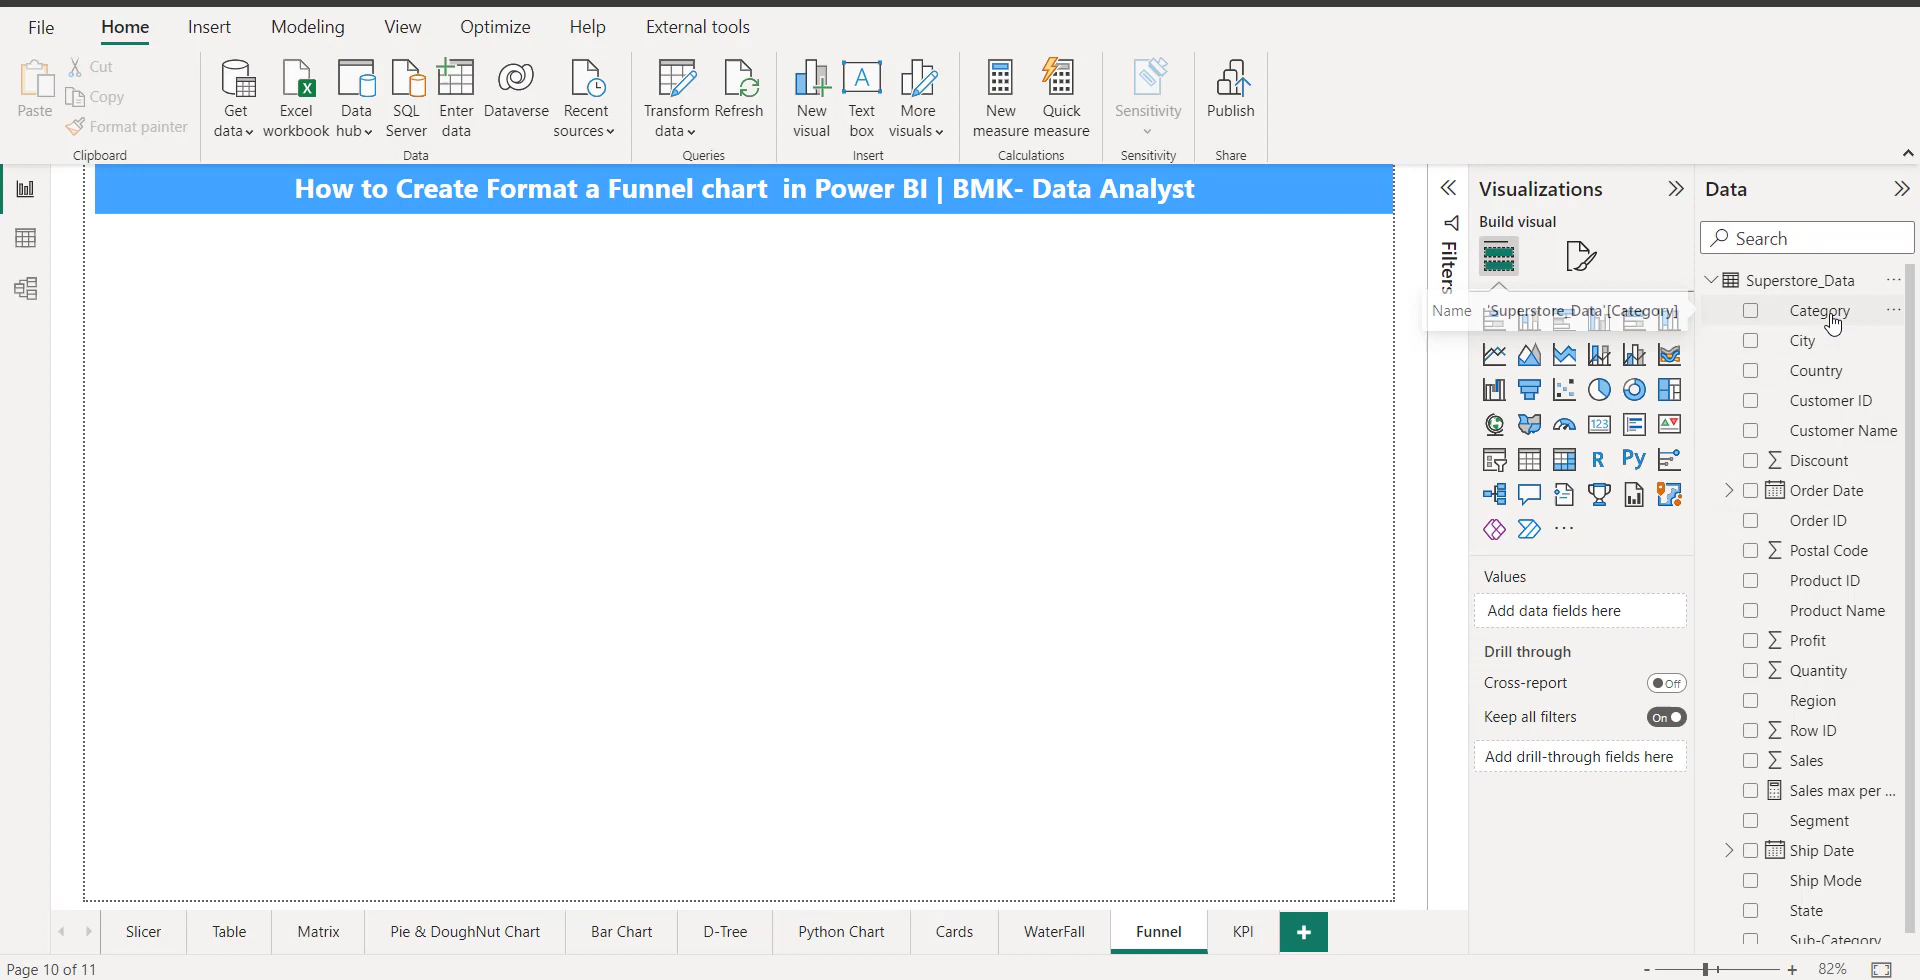 File Home Insert Modeling View Optimize Help External tools
Paste
Cut
Copy
Format painter
Clipboard
Get data
Excel workbook
Data hub
SQL Server
Enter data
Dataverse
Recent sources
Data
Transform data
Refresh
Queries
New visual
A
Text box
More visuals
Insert
New measure
Quick measure
Calculations
Sensitivity
Sensitivity
Publish
Share
How to Create Format a Funnel chart in Power BI | BMK- Data Analyst
Filters
Visualizations
Build visual
Name 'Superstore_Data'[Category]
123
R
Py
...
Values
Add data fields here
Drill through
Cross-report Off
Keep all filters On
Add drill-through fields here
Data
Search
Superstore_Data ...
Category ...
City
Country
Customer ID
Customer Name
Discount
Order Date
Order ID
Postal Code
Product ID
Product Name
Profit
Quantity
Region
Row ID
Sales
Sales max per ...
Segment
Ship Date
Ship Mode
State
Sub-Category
Slicer Table Matrix Pie & DoughNut Chart Bar Chart D-Tree Python Chart Cards WaterFall Funnel KPI +
Page 10 of 11
- + 82%